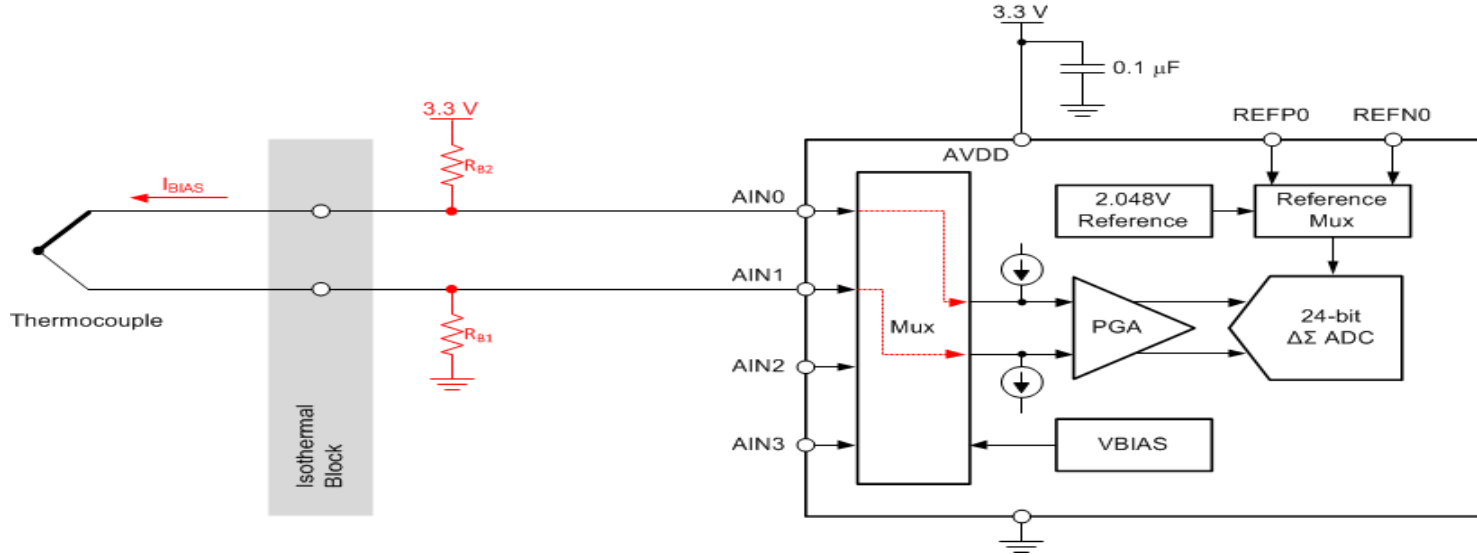 3.3 V
0.1 µF
3.3 V
REFP0
REFN0
RB2
AVDD
IBIAS
AIN0
2.048V
Reference
Reference
Mux
AIN1
Thermocouple
RB1
Mux
PGA
24-bit
ΔΣ ADC
AIN2
AIN3
VBIAS
Isothermal
Block